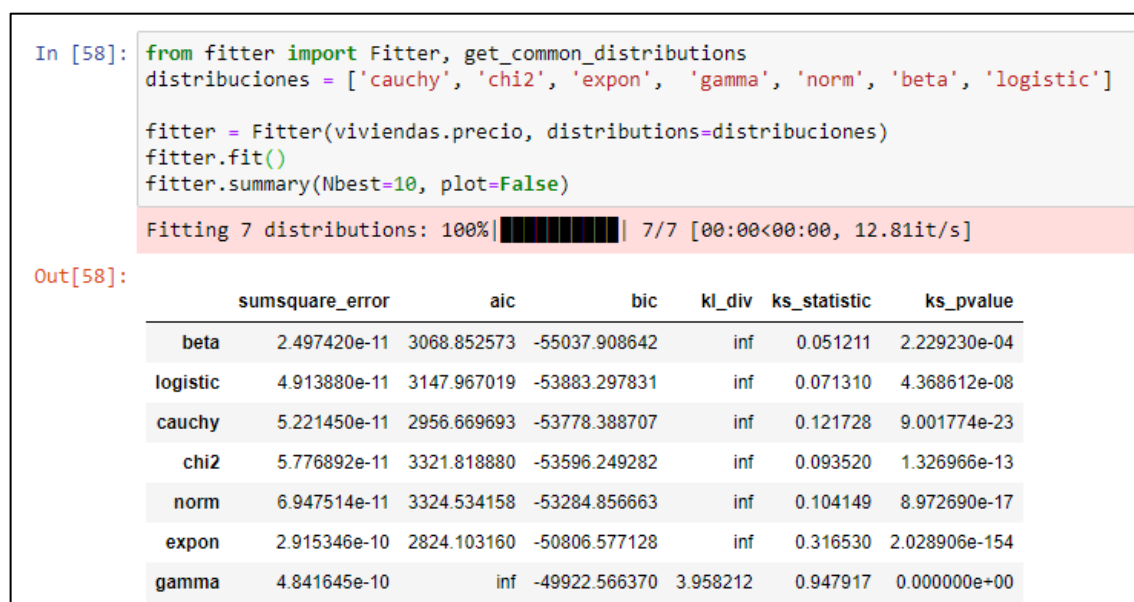 In [58]: from fitter import Fitter, get_common_distributions
distribuciones = ['cauchy', 'chi2', 'expon',  'gamma', 'norm', 'beta', 'logistic']
fitter = Fitter(viviendas.precio, distributions=distribuciones)
fitter.fit()
fitter.summary(Nbest=10, plot=False)
Fitting 7 distributions: 100%|██████████| 7/7 [00:00<00:00, 12.81it/s]
Out[58]:
sumsquare_error aic bic kl_div ks_statistic ks_pvalue
beta 2.497420e-11 3068.852573 -55037.908642 inf 0.051211 2.229230e-04
logistic 4.913880e-11 3147.967019 -53883.297831 inf 0.071310 4.368612e-08
cauchy 5.221450e-11 2956.669693 -53778.388707 inf 0.121728 9.001774e-23
chi2 5.776892e-11 3321.818880 -53596.249282 inf 0.093520 1.326966e-13
norm 6.947514e-11 3324.534158 -53284.856663 inf 0.104149 8.972690e-17
expon 2.915346e-10 2824.103160 -50806.577128 inf 0.316530 2.028906e-154
gamma 4.841645e-10 inf -49922.566370 3.958212 0.947917 0.000000e+00